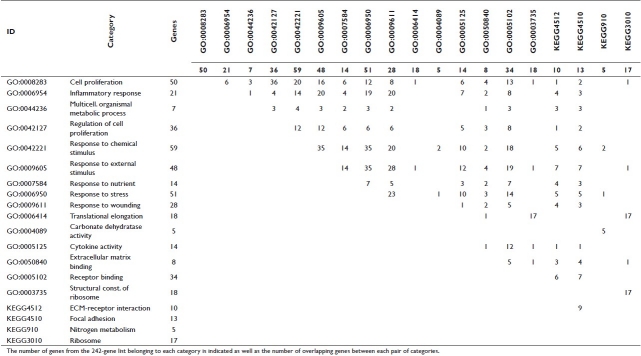 ID Category Genes GO:0008283 GO:0006954 GO:0044236 GO:0042127 GO:0042221 GO:0009605 GO:0007584 GO:0006950 GO:0009611 GO:0006414 GO:0004089 GO:0005125 GO:0050840 GO:0005102 GO:0003735 KEGG4512 KEGG4510 KEGG910 KEGG3010
50 21 7 36 59 48 14 51 28 18 5 14 8 34 18 10 13 5 17
GO:0008283 Cell proliferation 50 6 3 36 20 16 6 12 8 1 6 4 13 1 1 2 1
GO:0006954 Inflammatory response 21 1 4 14 20 4 19 20 7 2 8 4 3
GO:0044236 Multicell. organismal metabolic process 7 3 4 3 2 3 2 1 3 3 3
GO:0042127 Regulation of cell proliferation 36 12 12 6 6 6 5 3 8 1 2
GO:0042221 Response to chemical stimulus 59 35 14 35 20 2 10 2 18 5 6 2
GO:0009605 Response to external stimulus 48 14 35 28 1 12 4 19 1 7 7 1
GO:0007584 Response to nutrient 14 7 5 3 2 7 4 3
GO:0006950 Response to stress 51 23 1 10 3 14 5 5 1
GO:0009611 Response to wounding 28 1 2 5 4 3
GO:0006414 Translational elongation 18 1 17 17
GO:0004089 Carbonate dehydratase activity 5 5
GO:0005125 Cytokine activity 14 1 12 1 1 1
GO:0050840 Extracellular matrix binding 8 5 1 3 4 1
GO:0005102 Receptor binding 34 6 7
GO:0003735 Structural const. of ribosome 18 17
KEGG4512 ECM-receptor interaction 10 9
KEGG4510 Focal adhesion 13
KEGG910 Nitrogen metabolism 5
KEGG3010 Ribosome 17
The number of genes from the 242-gene list belonging to each category is indicated as well as the number of overlapping genes between each pair of categories.